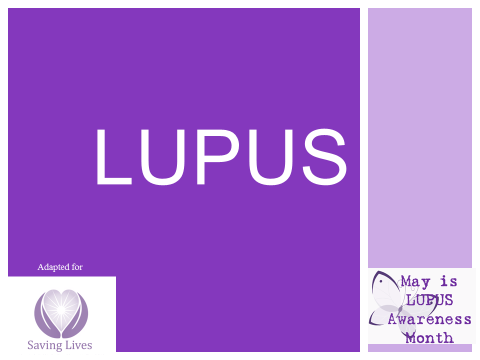 LUPUS
Adapted for
Saving Lives
May is
LUPUS
Awareness
Month